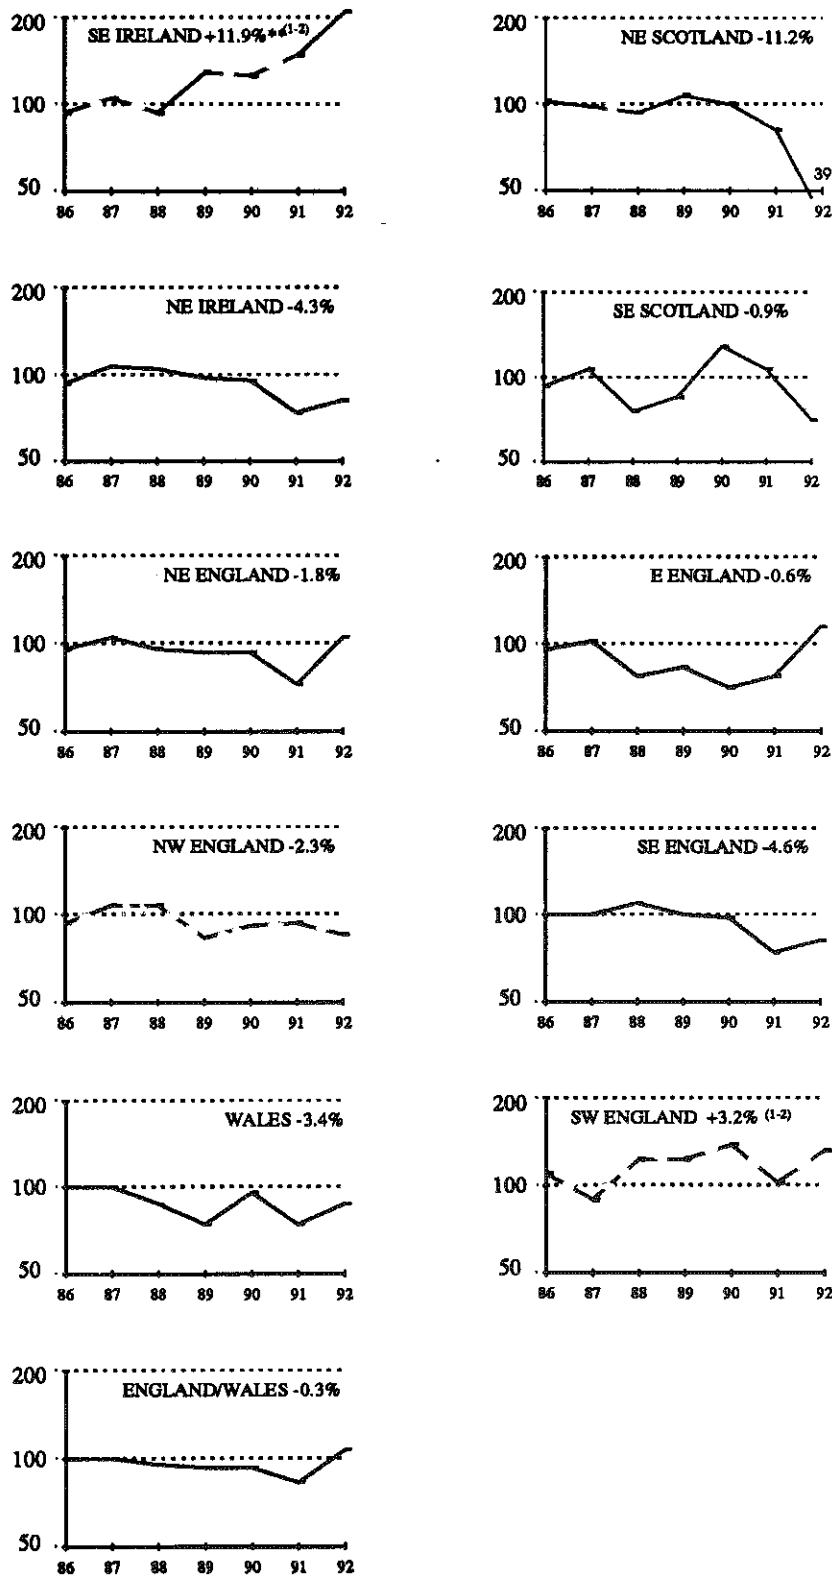 200
SE IRELAND +11.9%**(1-2)
100
50
86 87 88 89 90 91 92
200
NE SCOTLAND -11.2%
100
39
50
86 87 88 89 90 91 92
200
NE IRELAND -4.3%
100
50
86 87 88 89 90 91 92
200
SE SCOTLAND -0.9%
100
50
86 87 88 89 90 91 92
200
NE ENGLAND -1.8%
100
50
86 87 88 89 90 91 92
200
E ENGLAND -0.6%
100
50
86 87 88 89 90 91 92
200
NW ENGLAND -2.3%
100
50
86 87 88 89 90 91 92
200
SE ENGLAND -4.6%
100
50
86 87 88 89 90 91 92
200
WALES -3.4%
100
50
86 87 88 89 90 91 92
200
SW ENGLAND +3.2% (1-2)
100
50
86 87 88 89 90 91 92
200
ENGLAND/WALES -0.3%
100
50
86 87 88 89 90 91 92